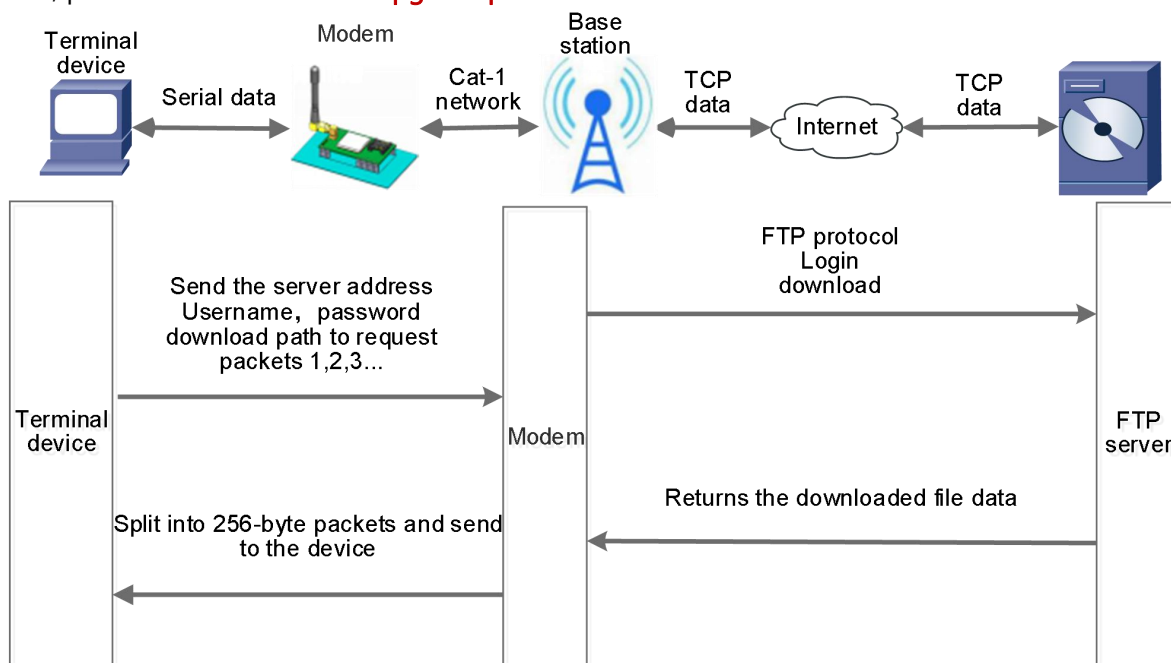 Terminal
device
Modem
Base
station
Serial data
Cat-1
network
TCP
data
Internet
TCP
data
Send the server address
Username，password
download path to request
packets 1,2,3...
FTP protocol
Login
download
Terminal
device
Modem
FTP
server
Split into 256-byte packets and send
to the device
Returns the downloaded file data